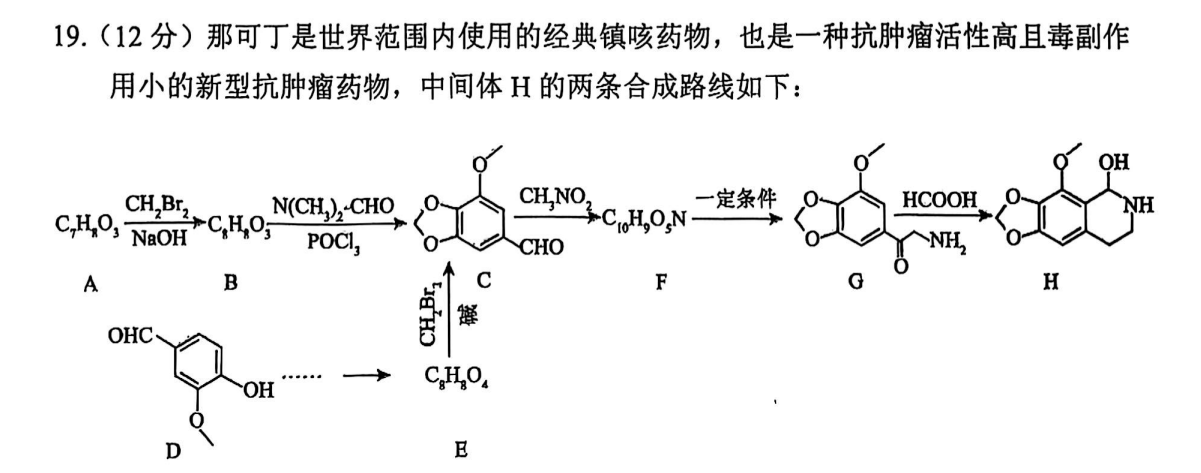 19.（12 分）那可丁是世界范围内使用的经典镇咳药物，也是一种抗肿瘤活性高且毒副作
用小的新型抗肿瘤药物，中间体 H 的两条合成路线如下：
C₇H₈O₃ CH₂Br₂ NaOH C₈H₈O₃ N(CH₃)₂-CHO POCl₃ O O O CHO CH₃NO₂ C₁₀H₉O₅N 一定条件 O O O O NH₂ HCOOH O O O OH NH
A B C F G H
CH₂Br₂ 碱
OHC OH O …… C₈H₈O₄
D E